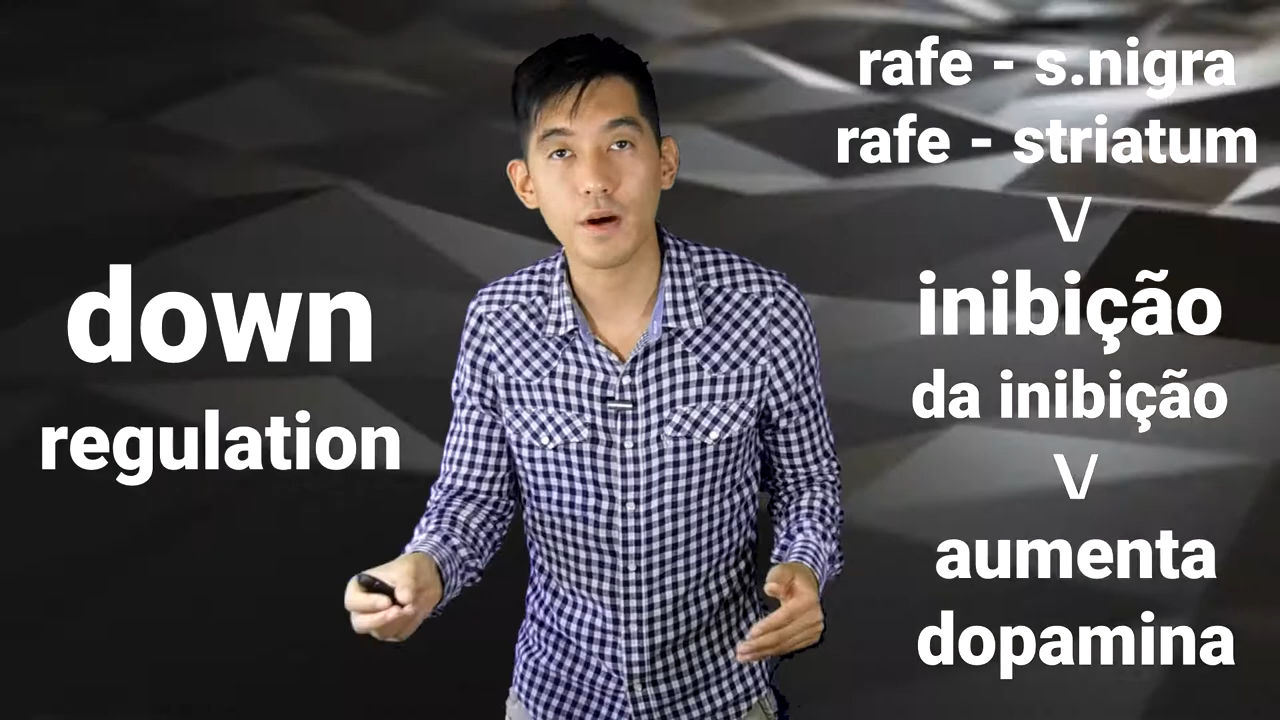 down
regulation
rafe - s.nigra
rafe - striatum
V
inibição
da inibição
V
aumenta
dopamina